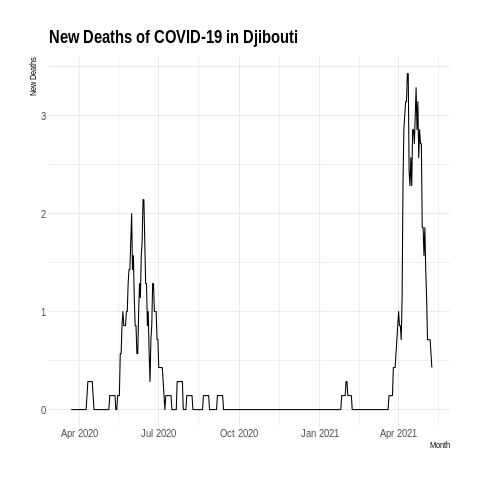 New Deaths of COVID-19 in Djibouti
New Deaths
3
2
1
0
Apr 2020 Jul 2020 Oct 2020 Jan 2021 Apr 2021
Month